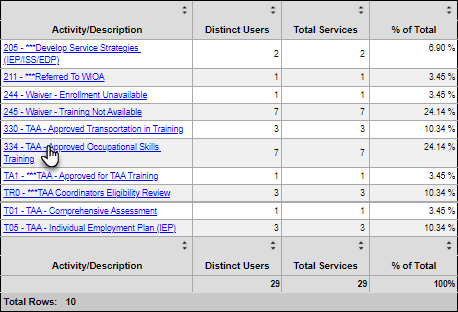 Activity/Description Distinct Users Total Services % of Total
205 - ***Develop Service Strategies
(IEP/ISS/EDP) 2 2 6.90 %
211 - ***Referred To WIOA 1 1 3.45 %
244 - Waiver - Enrollment Unavailable 1 1 3.45 %
245 - Waiver - Training Not Available 7 7 24.14 %
330 - TAA - Approved Transportation in Training 3 3 10.34 %
334 - TAA - Approved Occupational Skills
Training 7 7 24.14 %
TA1 - ***TAA - Approved for TAA Training 1 1 3.45 %
TR0 - ***TAA Coordinators Eligibility Review 3 3 10.34 %
T01 - TAA - Comprehensive Assessment 1 1 3.45 %
T05 - TAA - Individual Employment Plan (IEP) 3 3 10.34 %
Activity/Description Distinct Users Total Services % of Total
29 29 100%
Total Rows: 10